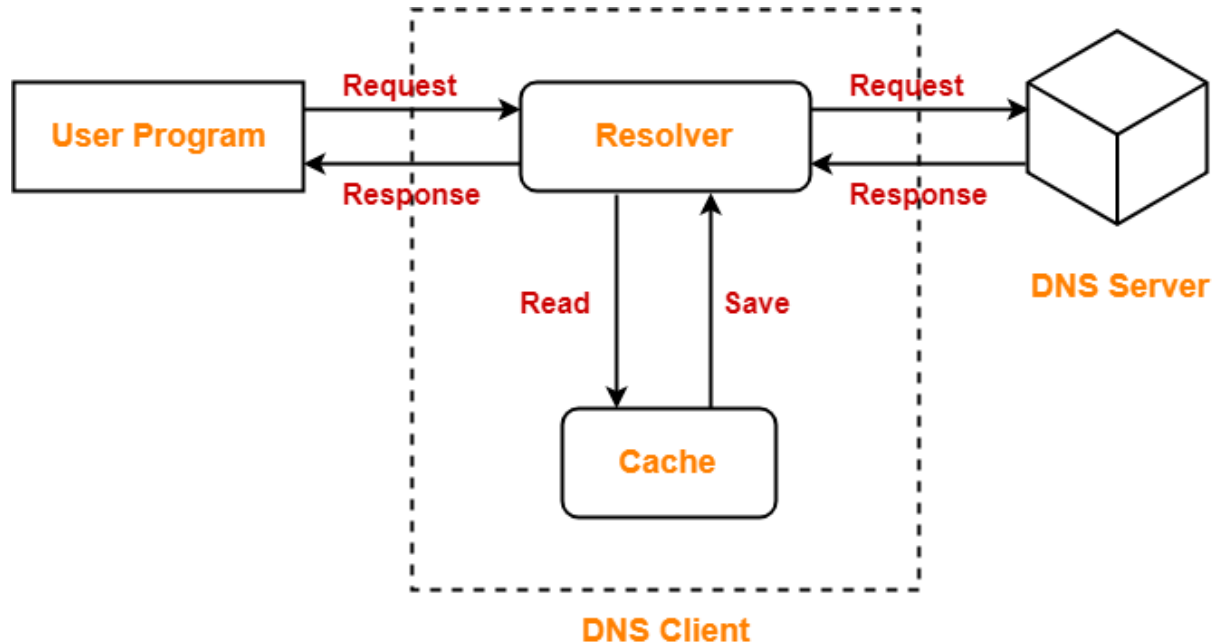 Request
Request
User Program
Resolver
Response
Response
DNS Server
Read
Save
Cache
DNS Client